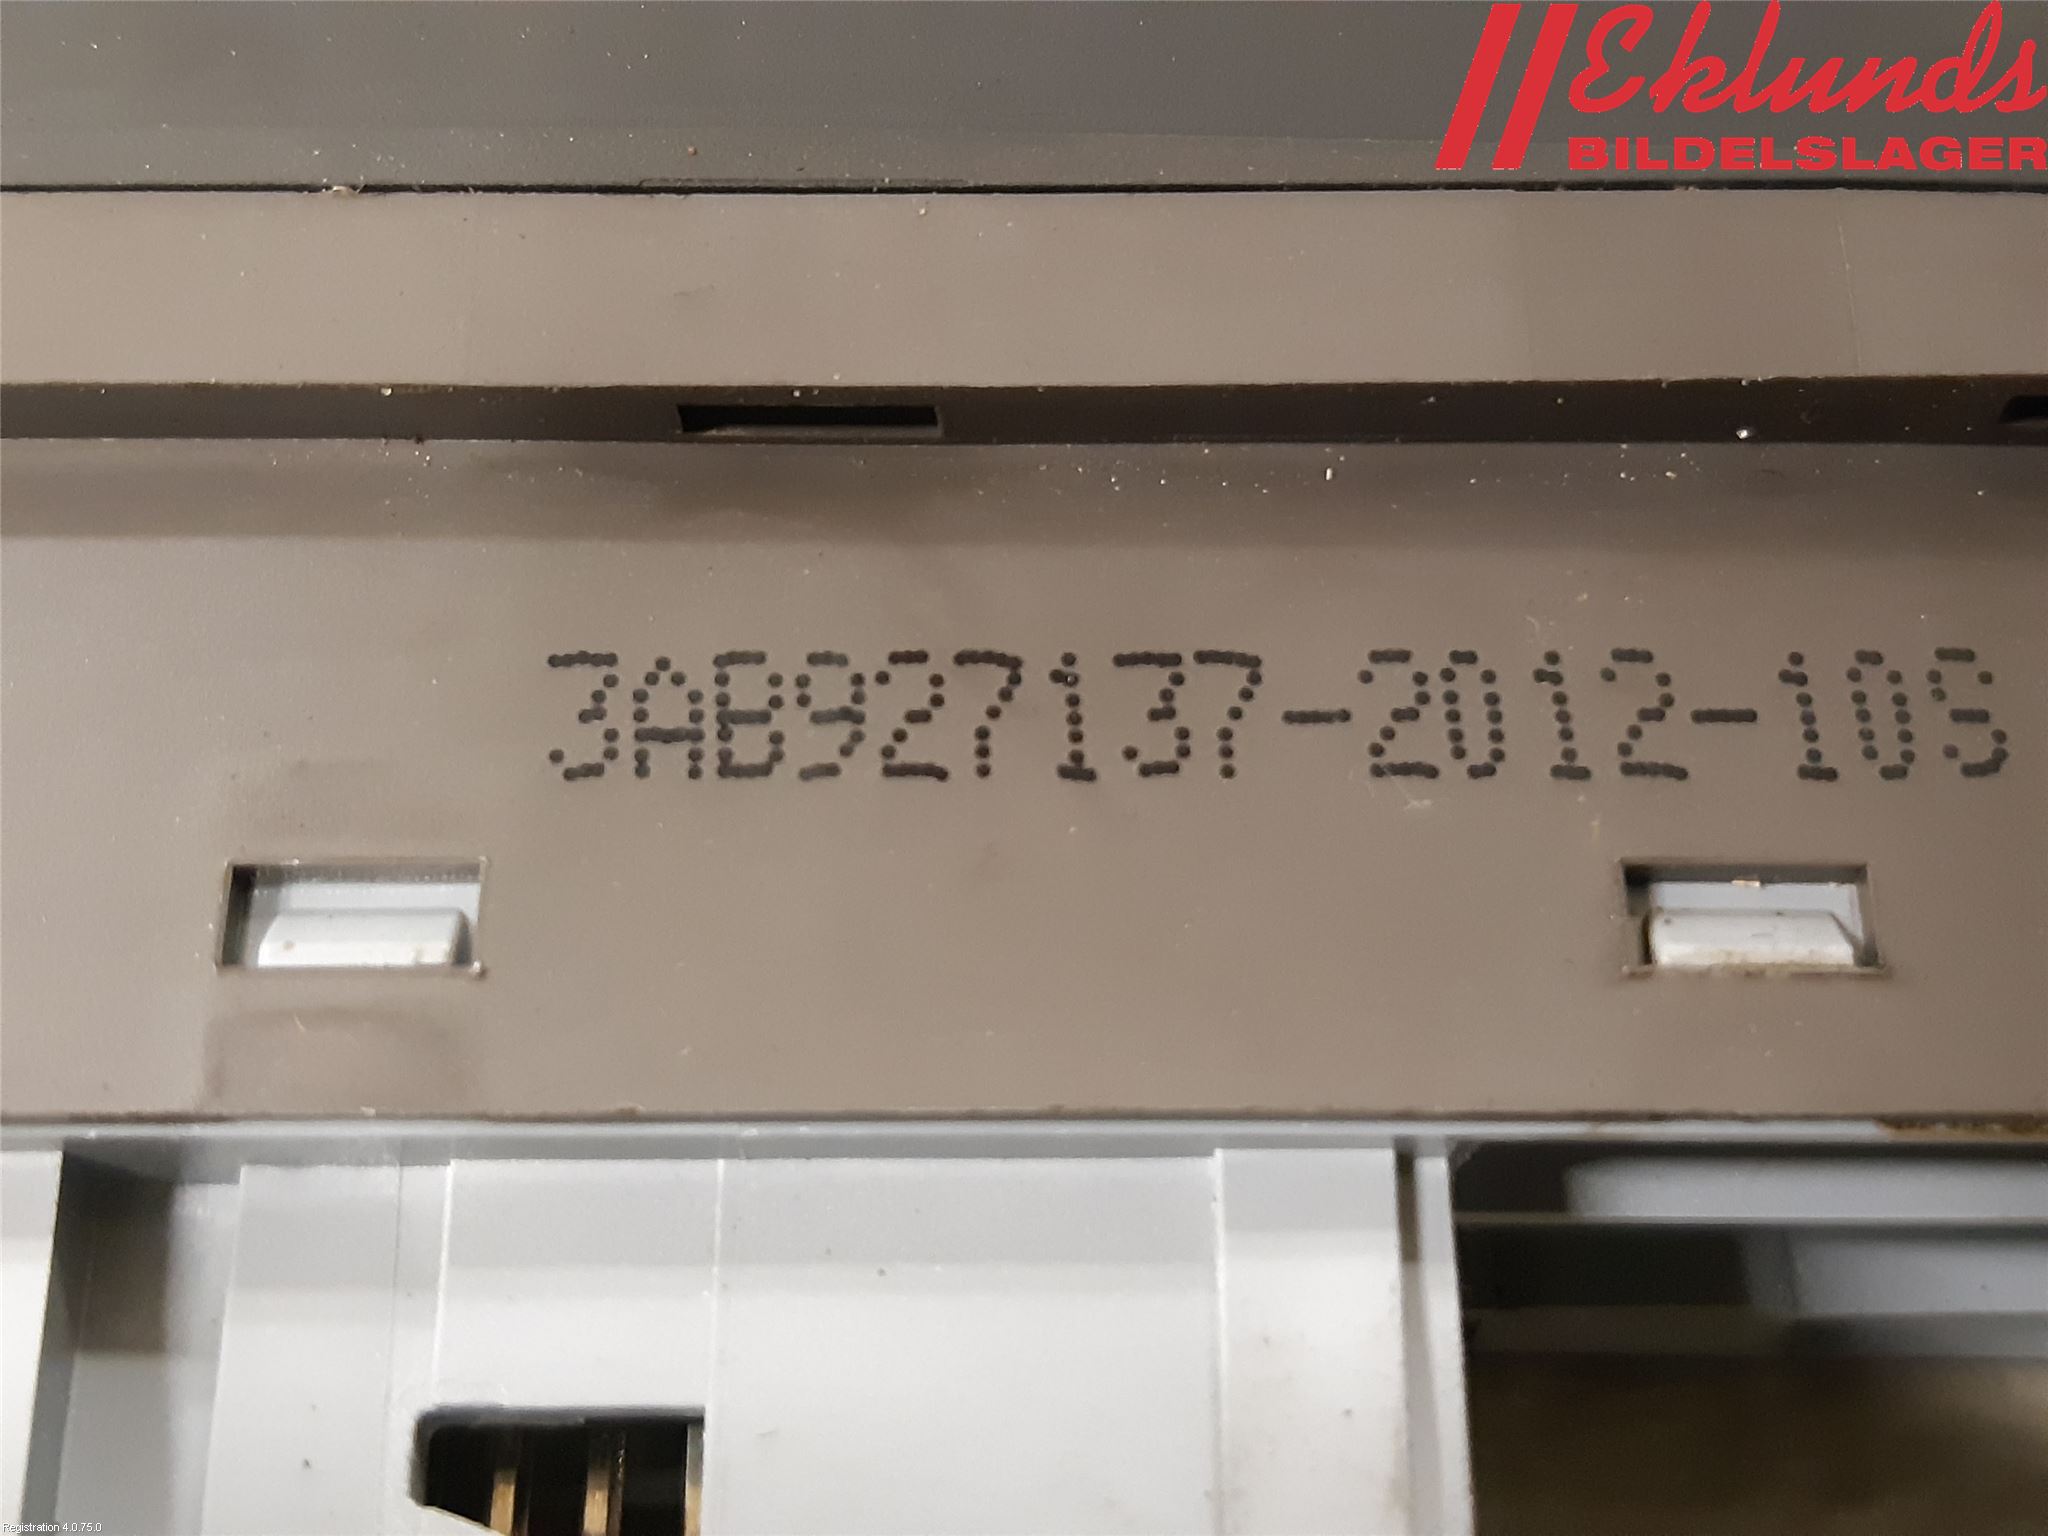 Eklunds
BILDELSLAGER
3AB927137-2012-10S
Registration 4.0.75.0